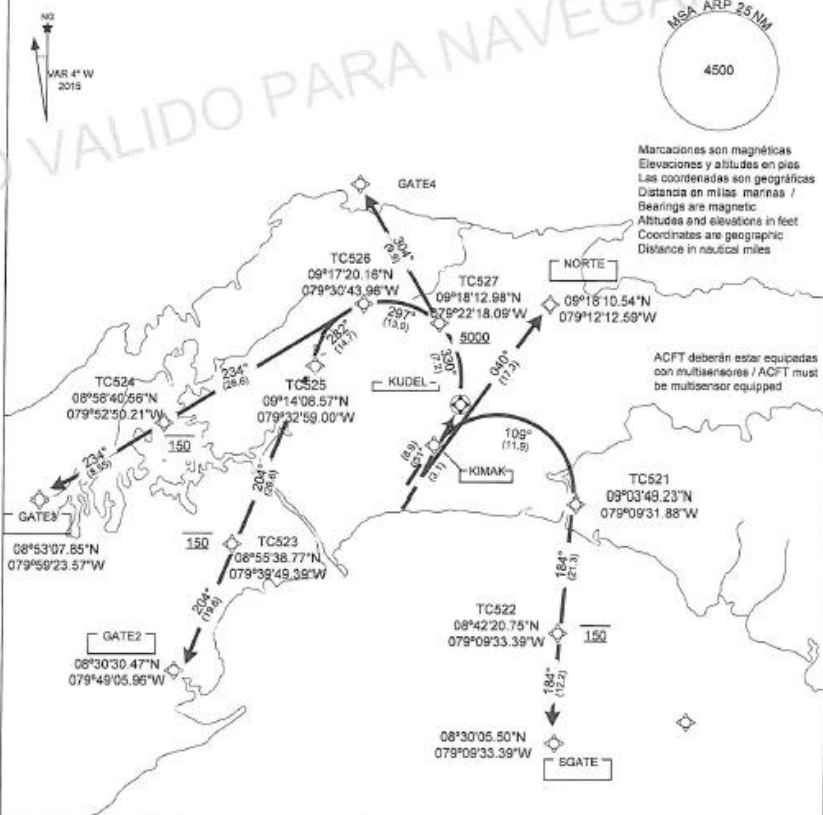 NG
VAR 4° W
2015
O VALIDO PARA NAVEGA
MSA ARP 25 NM
4500
Marcaciones son magnéticas
Elevaciones y altitudes en pies
Las coordenadas son geográficas
Distancia en millas marinas /
Bearings are magnetic
Altitudes and elevations in feet
Coordinates are geographic
Distance in nautical miles
GATE4
304°
(9.9)
TC526
09°17'20.16"N
079°30'43.96"W
TC527
09°18'12.98"N
079°22'18.09"W
5000
NORTE
09°18'10.54"N
079°12'12.59"W
297°
(13.0)
282°
(14.7)
330°
040°
(17.3)
ACFT deberán estar equipadas
con multisensores / ACFT must
be multisensor equipped
234°
(26.6)
KUDEL
TC524
08°58'40.56"N
079°52'50.21"W
150
TC525
09°14'08.57"N
079°32'59.00"W
109°
(11.9)
(8.9)
031°
(3.1)
KIMAK
TC521
09°03'49.23"N
079°09'31.88"W
234°
(8.55)
204°
(26.6)
GATE3
08°53'07.85"N
079°59'23.57"W
150
TC523
08°55'38.77"N
079°39'49.39"W
184°
(21.3)
204°
(19.6)
TC522
08°42'20.75"N
079°09'33.39"W
150
GATE2
08°30'30.47"N
079°49'05.96"W
184°
(12.2)
08°30'05.50"N
079°09'33.39"W
SGATE